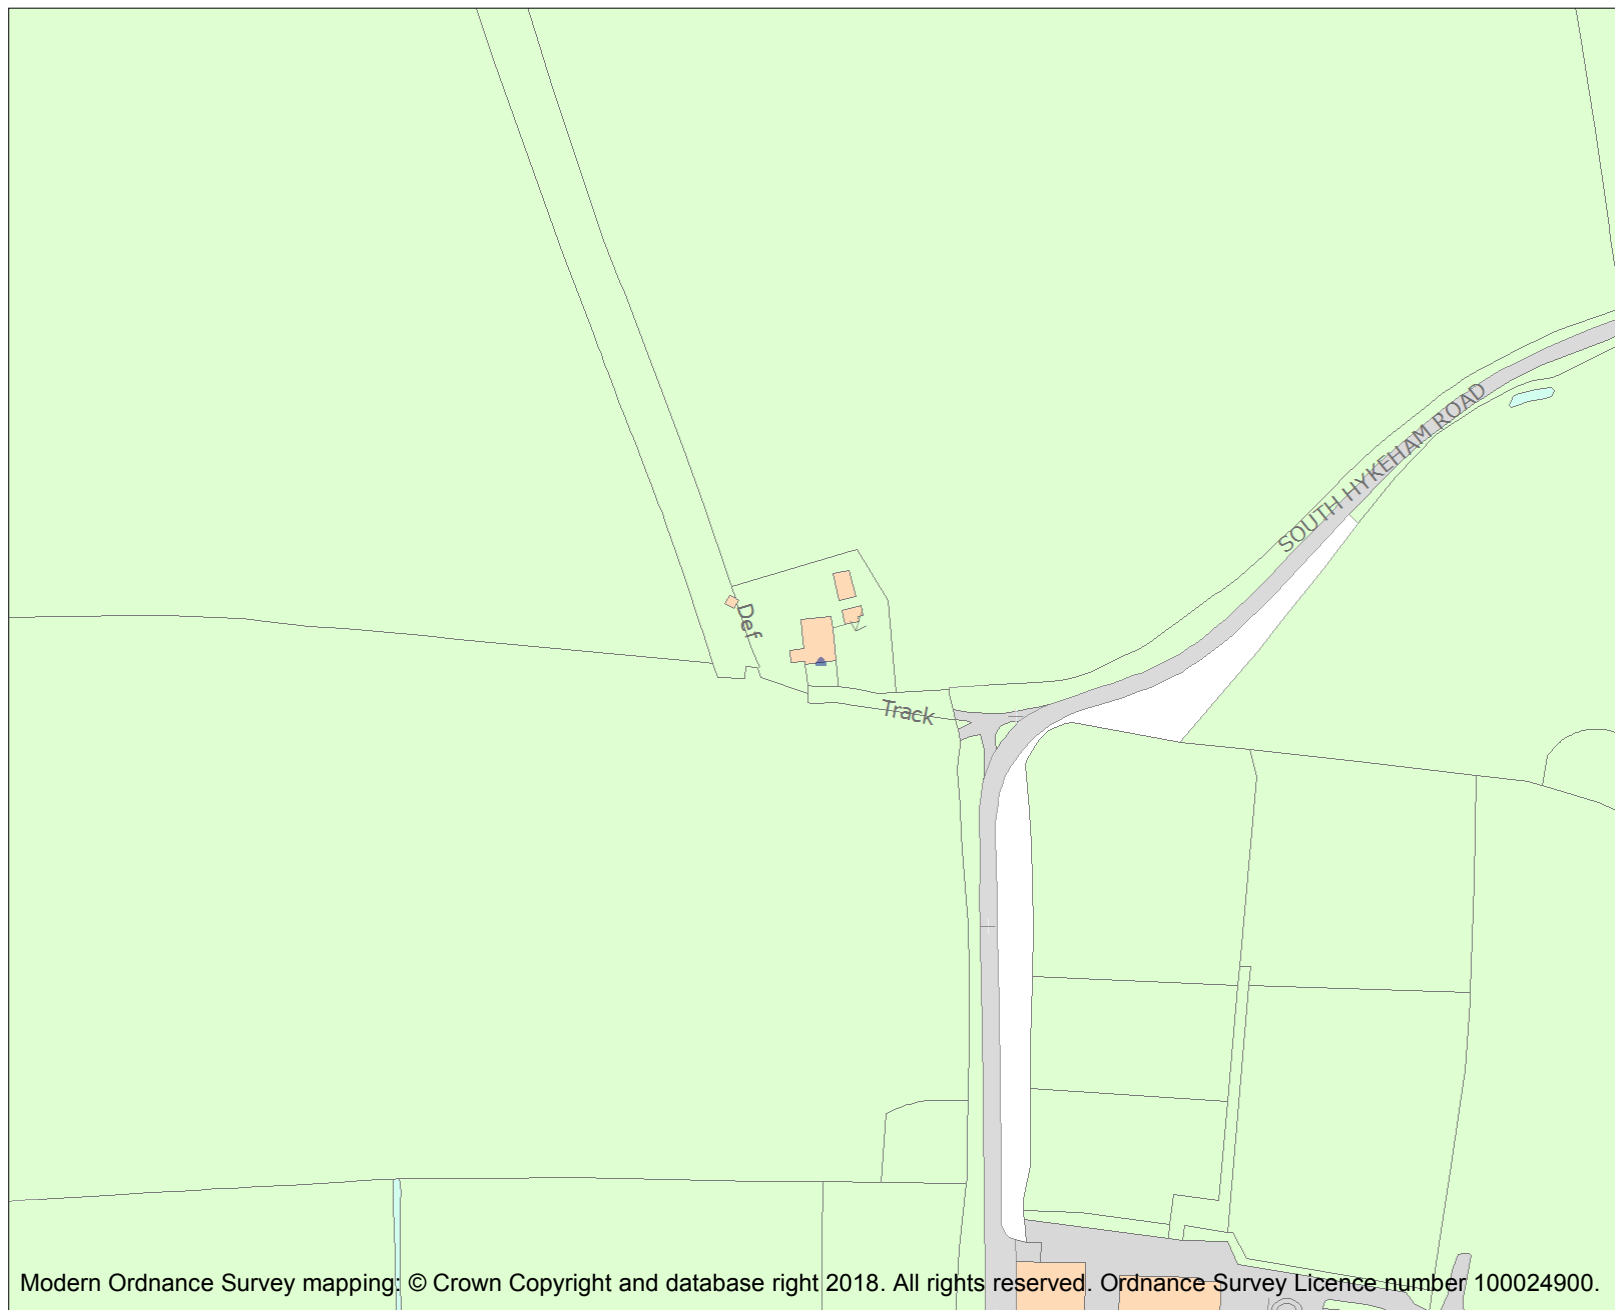 SOUTH HYKEHAM ROAD
Def
Track
Modern Ordnance Survey mapping: © Crown Copyright and database right 2018. All rights reserved. Ordnance Survey Licence number 100024900.